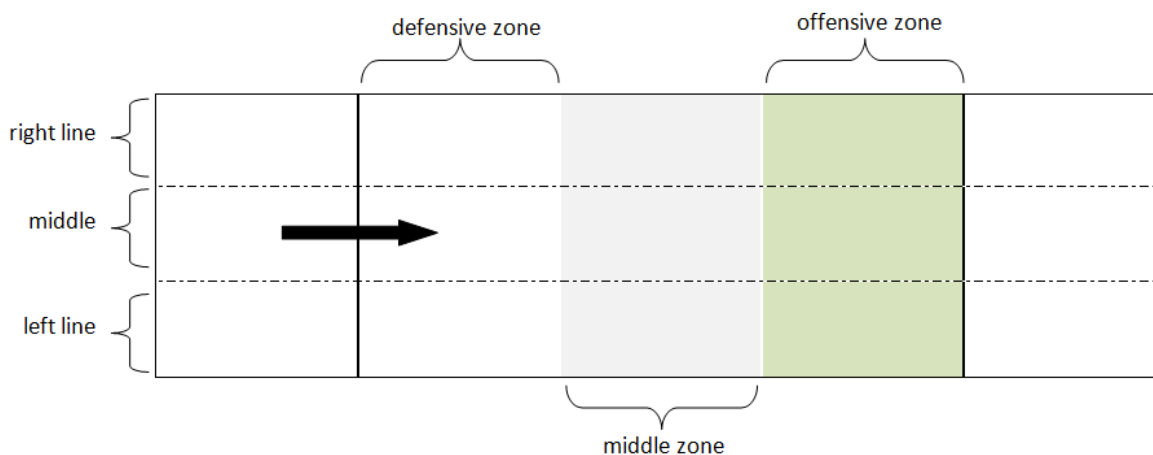 offensive zone
defensive zone
right line
middle
left line
middle zone